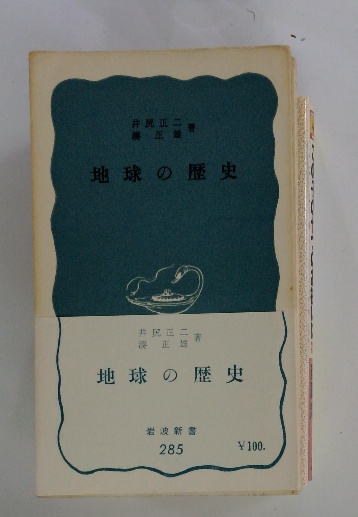 井尻正二
湊正雄 著
地球の歴史
井尻正二
湊正雄 著
地球の歴史
岩波新書
285
￥100.